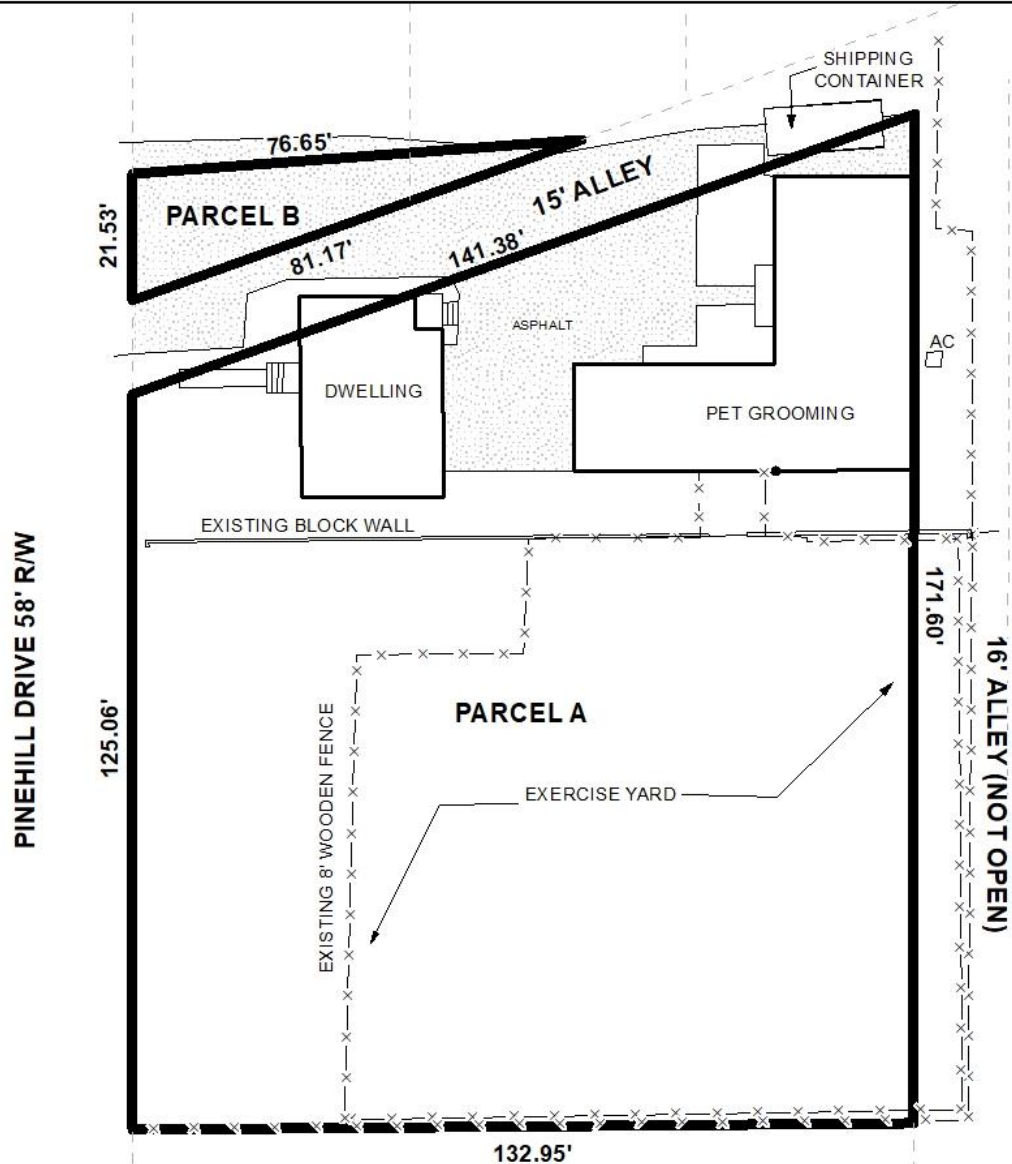 SHIPPING
CONTAINER
76.65'
15' ALLEY
PARCEL B
21.53'
81.17'
141.38'
ASPHALT
AC
DWELLING
PET GROOMING
EXISTING BLOCK WALL
PINEHILL DRIVE 58' R/W
171.60'
16' ALLEY (NOT OPEN)
125.06'
EXISTING 8' WOODEN FENCE
PARCEL A
EXERCISE YARD
132.95'